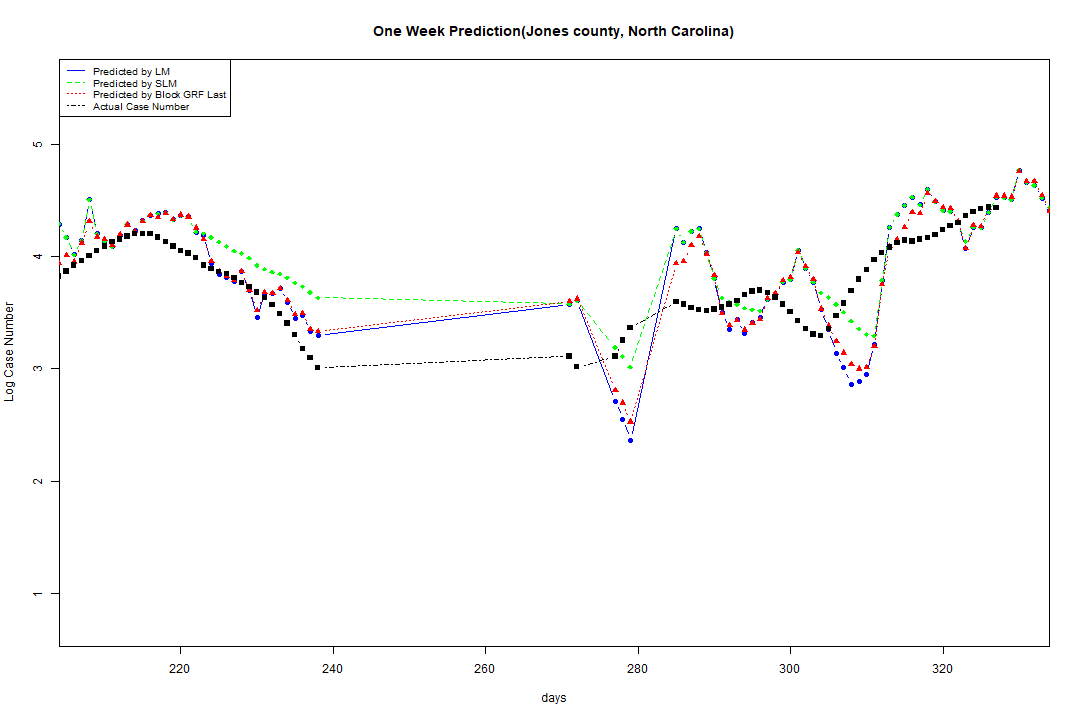 One Week Prediction(Jones county, North Carolina)
Predicted by LM
Predicted by SLM
Predicted by Block GRF Last
Actual Case Number
5
4
3
2
1
Log Case Number
220 240 260 280 300 320
days